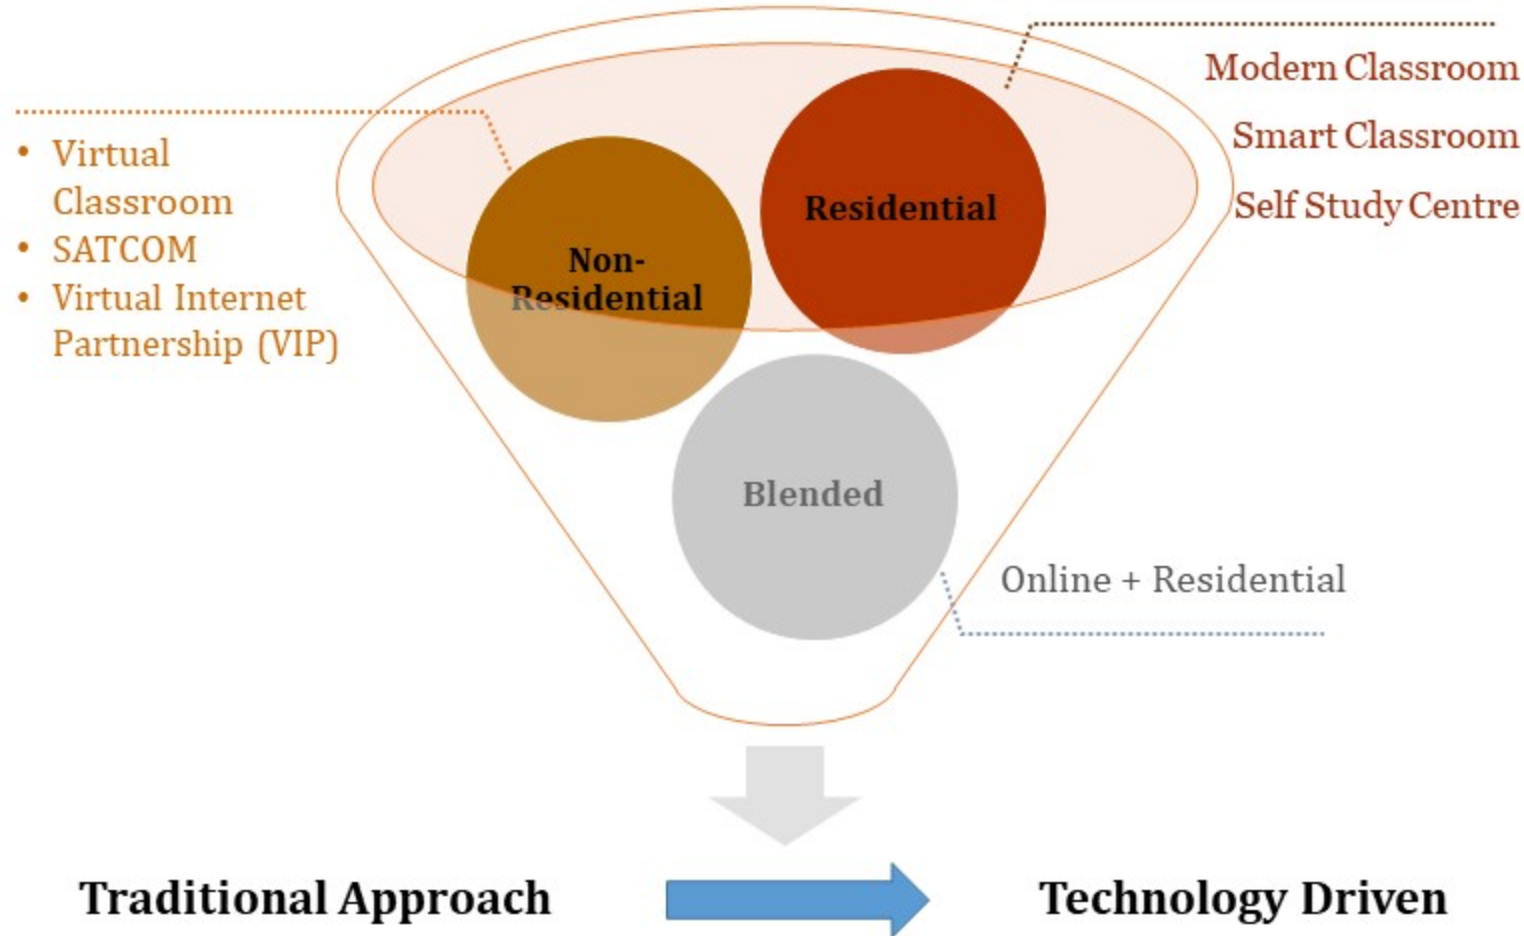 Modern Classroom
Smart Classroom
Self Study Centre
• Virtual
Classroom
• SATCOM
• Virtual Internet
Partnership (VIP)
Residential
Non-
Residential
Blended
Online + Residential
Traditional Approach
Technology Driven